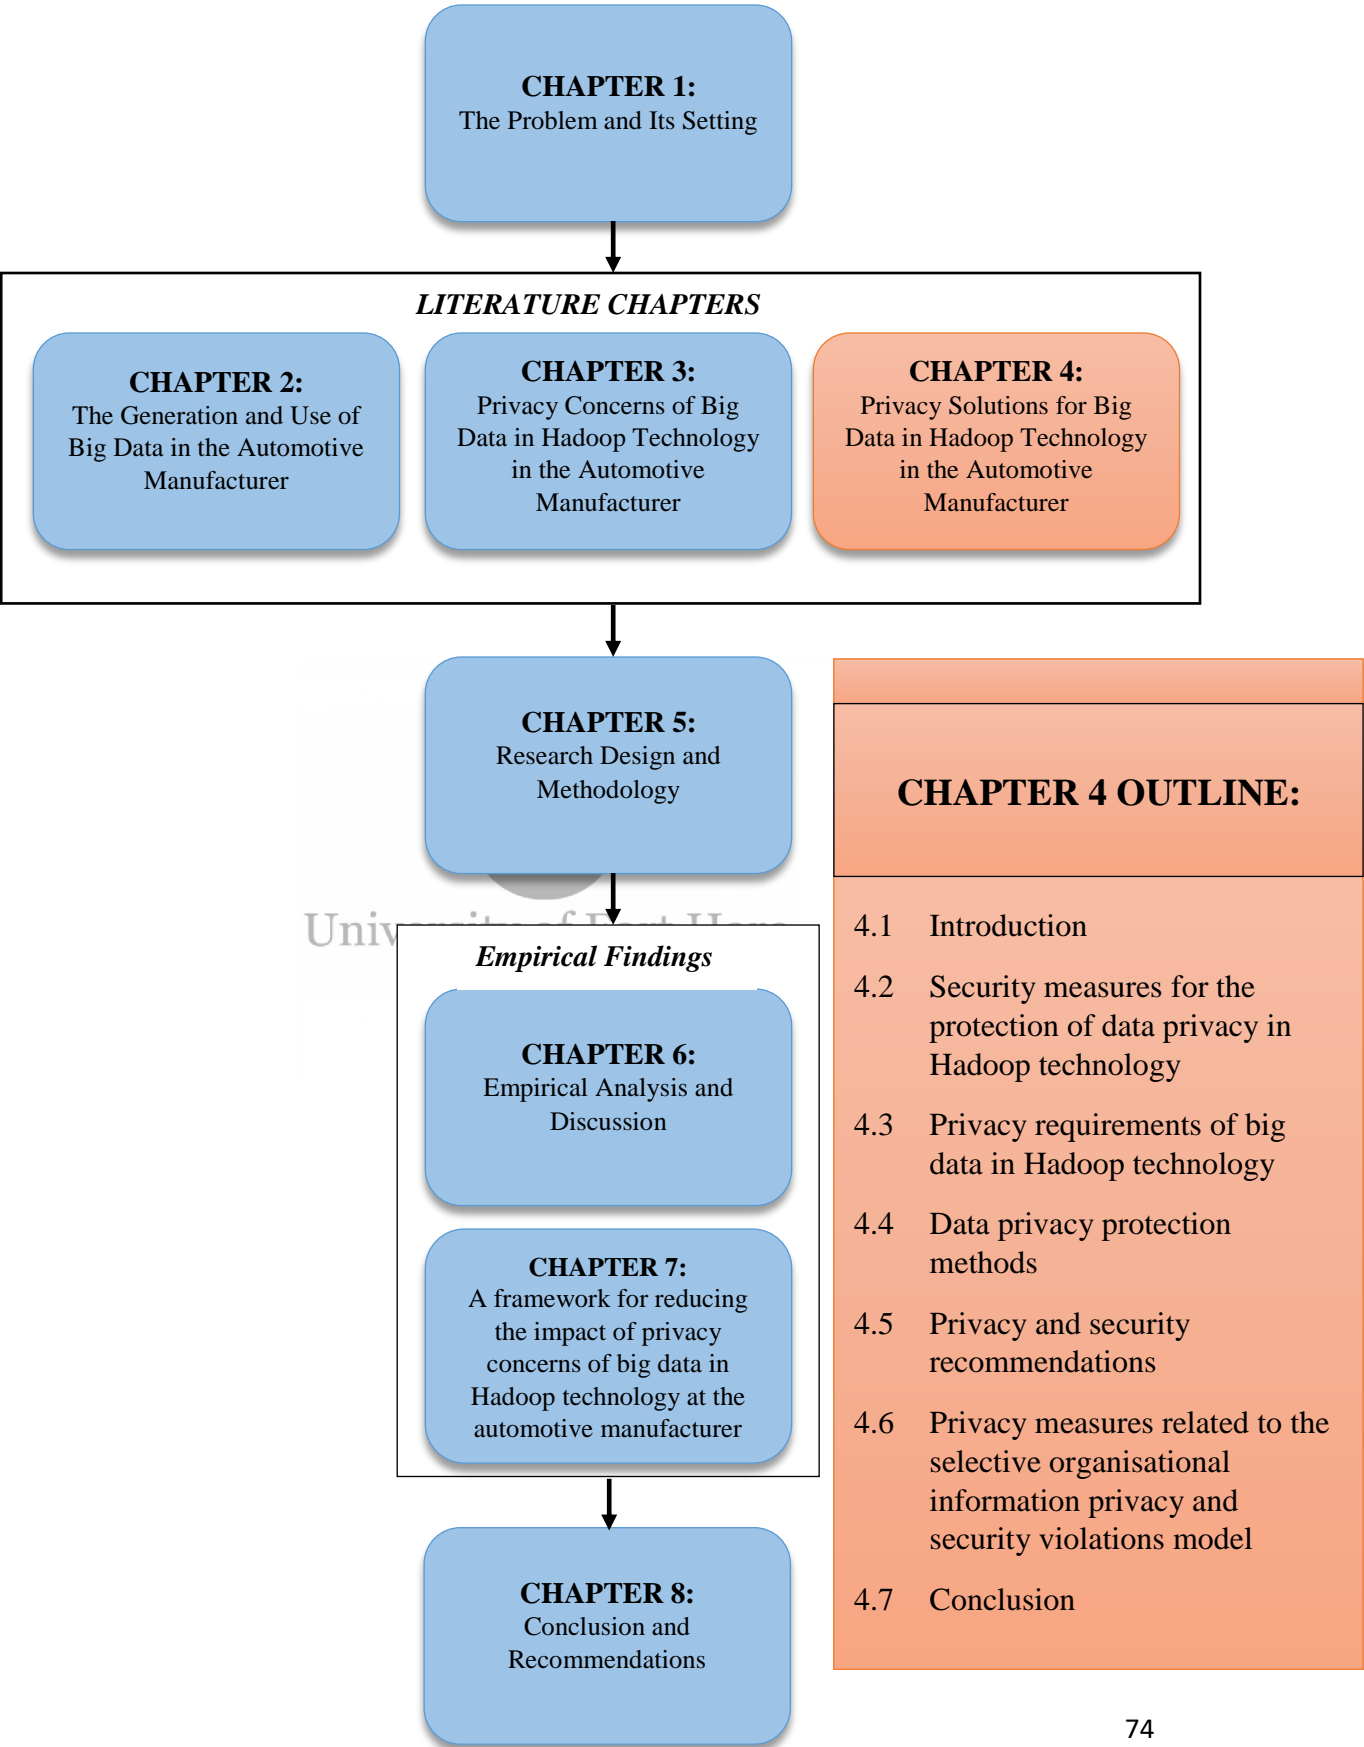 CHAPTER 1:
The Problem and Its Setting
LITERATURE CHAPTERS
CHAPTER 2:
The Generation and Use of
Big Data in the Automotive
Manufacturer
CHAPTER 3:
Privacy Concerns of Big
Data in Hadoop Technology
in the Automotive
Manufacturer
CHAPTER 4:
Privacy Solutions for Big
Data in Hadoop Technology
in the Automotive
Manufacturer
CHAPTER 5:
Research Design and
Methodology
University of Fort Hare
Empirical Findings
CHAPTER 6:
Empirical Analysis and
Discussion
CHAPTER 7:
A framework for reducing
the impact of privacy
concerns of big data in
Hadoop technology at the
automotive manufacturer
CHAPTER 8:
Conclusion and
Recommendations
CHAPTER 4 OUTLINE:
4.1 Introduction
4.2 Security measures for the
protection of data privacy in
Hadoop technology
4.3 Privacy requirements of big
data in Hadoop technology
4.4 Data privacy protection
methods
4.5 Privacy and security
recommendations
4.6 Privacy measures related to the
selective organisational
information privacy and
security violations model
4.7 Conclusion
74